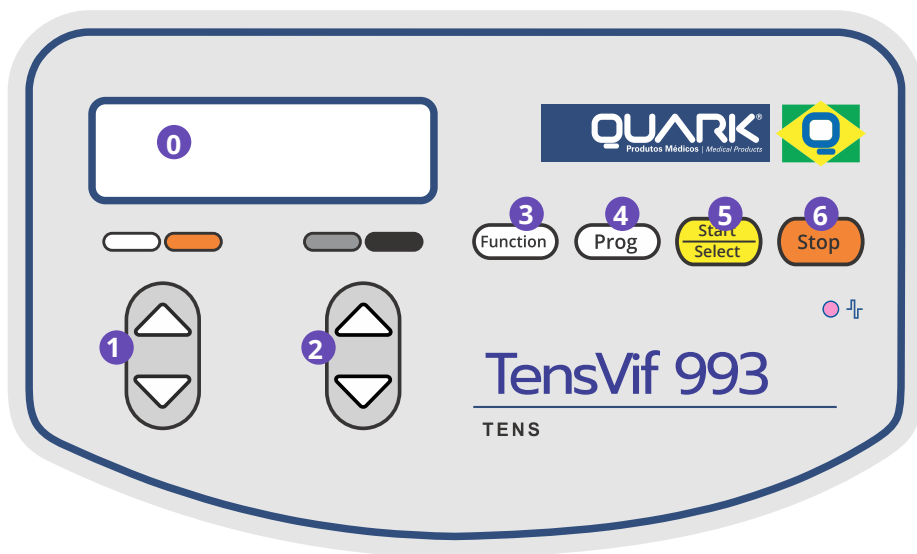 0
QUARK®
Produtos Médicos | Medical Products
Q
3 4 5 6
Function Prog Start Stop
Select
1 2
TensVif 993
TENS